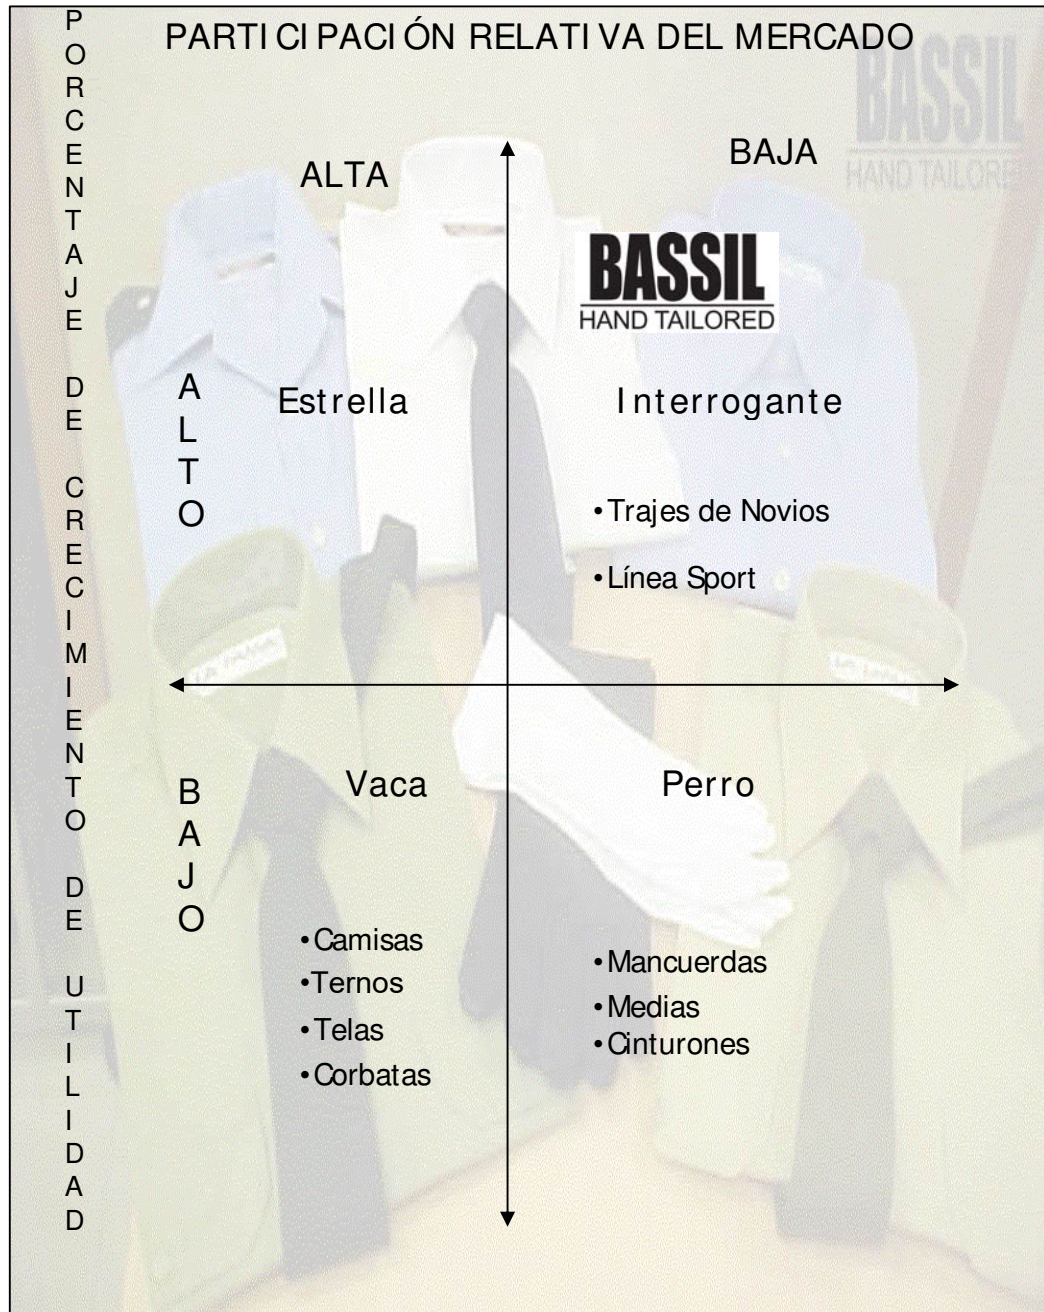 PARTICIPACIÓN RELATIVA DEL MERCADO
PORCENTAJE DE CRECIMIENTO DE UTILIDAD
BASSIL
HAND TAILORE
ALTA
BAJA
BASSIL
HAND TAILORED
ALTO
Estrella
Interrogante
•Trajes de Novios
•Línea Sport
BAJO
Vaca
Perro
•Camisas
•Ternos
•Telas
•Corbatas
•Mancuerdas
•Medias
•Cinturones